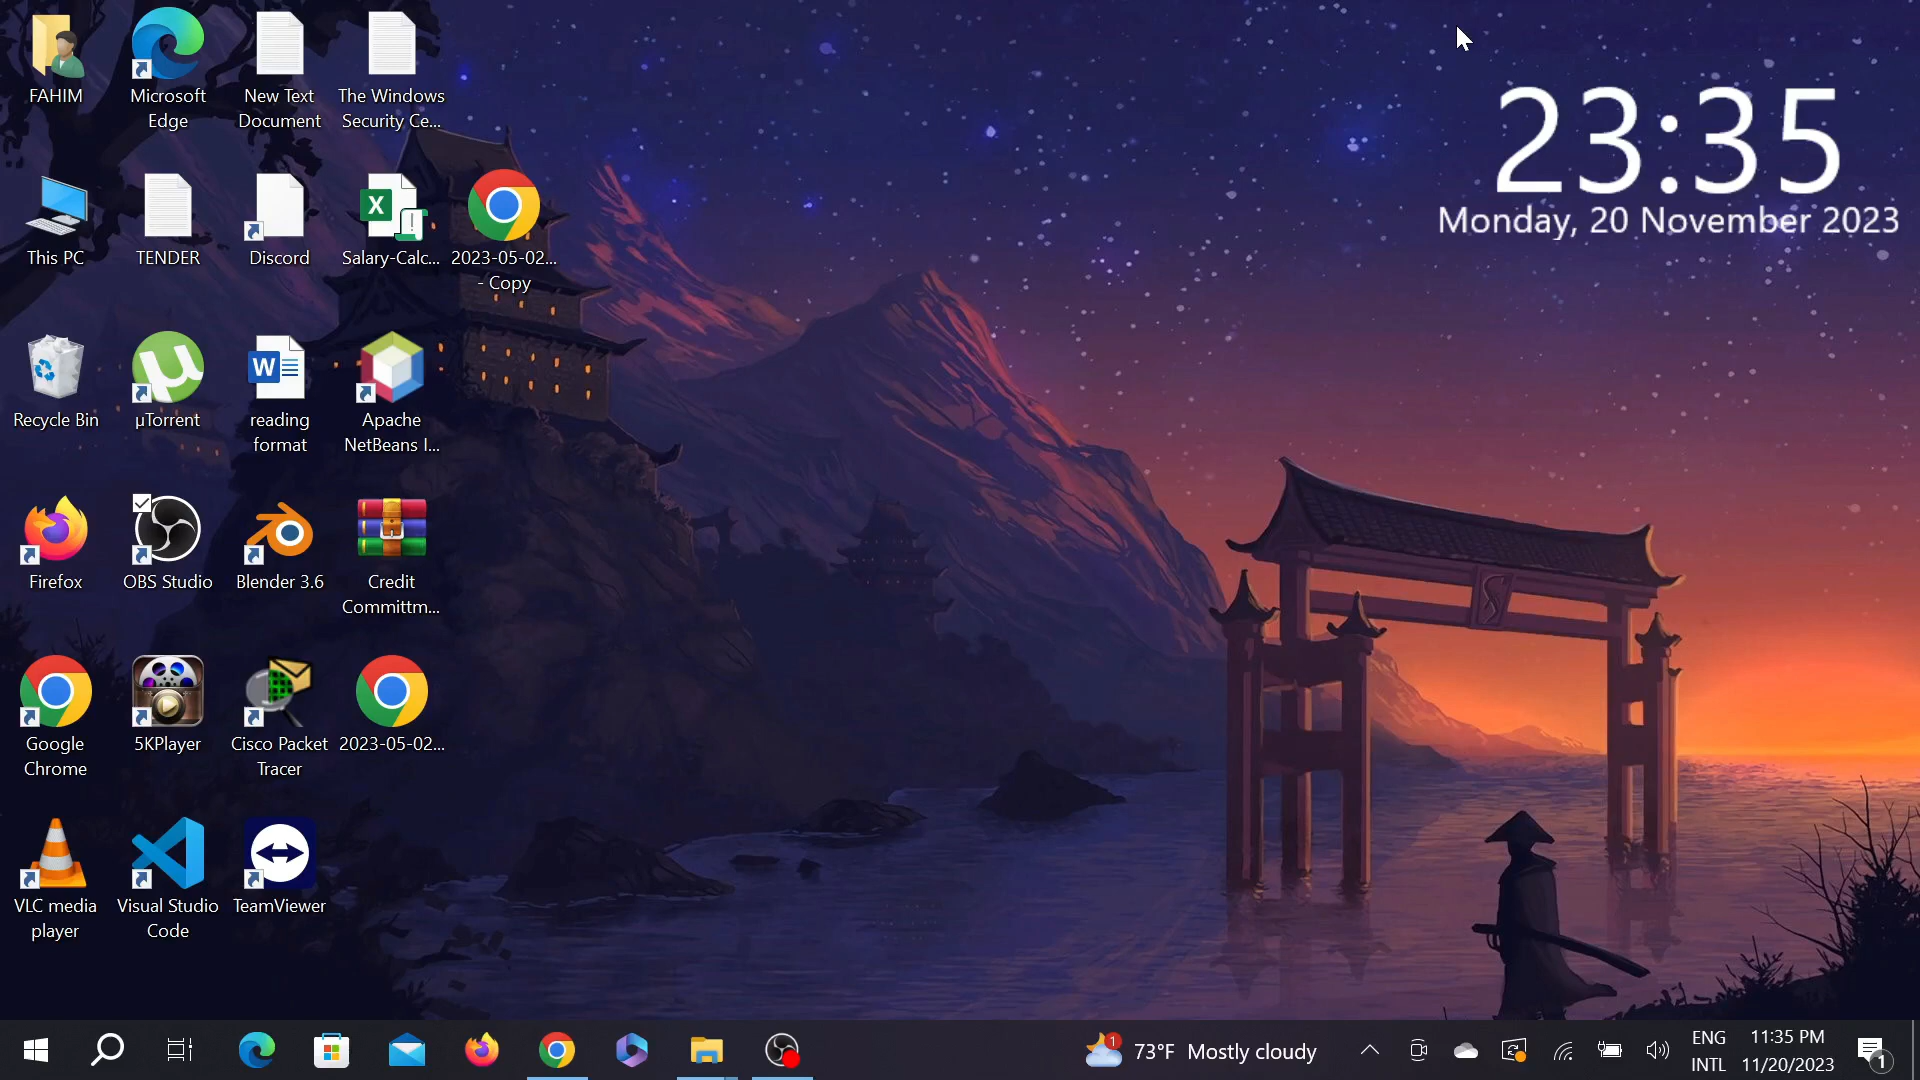 FAHIM
Microsoft
Edge
New Text
Document
The Windows
Security Ce...
23:35
Monday, 20 November 2023
This PC
TENDER
Discord
Salary-Calc...
2023-05-02...
- Copy
Recycle Bin
µTorrent
reading
format
Apache
NetBeans I...
Firefox
OBS Studio
Blender 3.6
Credit
Committm...
Google
Chrome
5KPlayer
Cisco Packet
Tracer
2023-05-02...
VLC media
player
Visual Studio
Code
TeamViewer
1
73°F Mostly cloudy
ENG
INTL
11:35 PM
11/20/2023
1